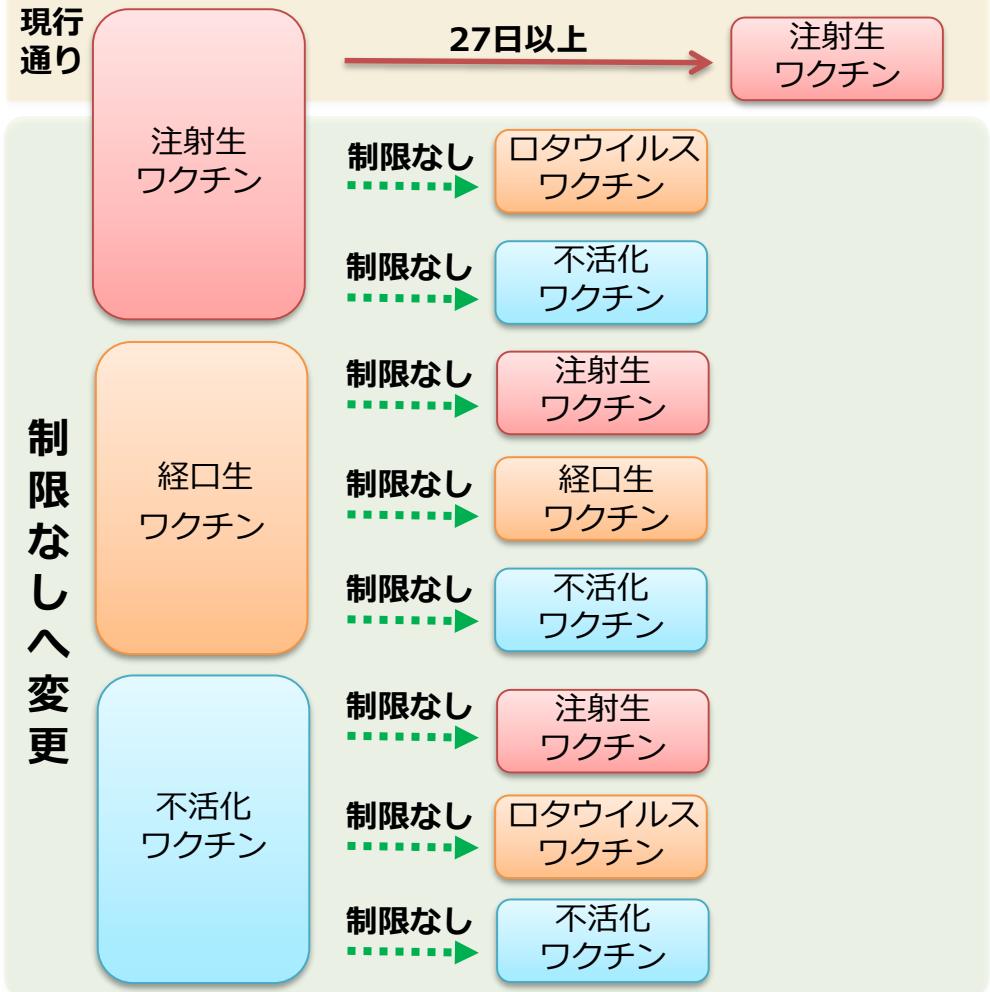 現行
通り
27日以上
注射生
ワクチン
注射生
ワクチン
制限なし
ロタウイルス
ワクチン
制限なし
不活化
ワクチン
制限なしへ変更
経口生
ワクチン
制限なし
注射生
ワクチン
制限なし
経口生
ワクチン
制限なし
不活化
ワクチン
不活化
ワクチン
制限なし
注射生
ワクチン
制限なし
ロタウイルス
ワクチン
制限なし
不活化
ワクチン